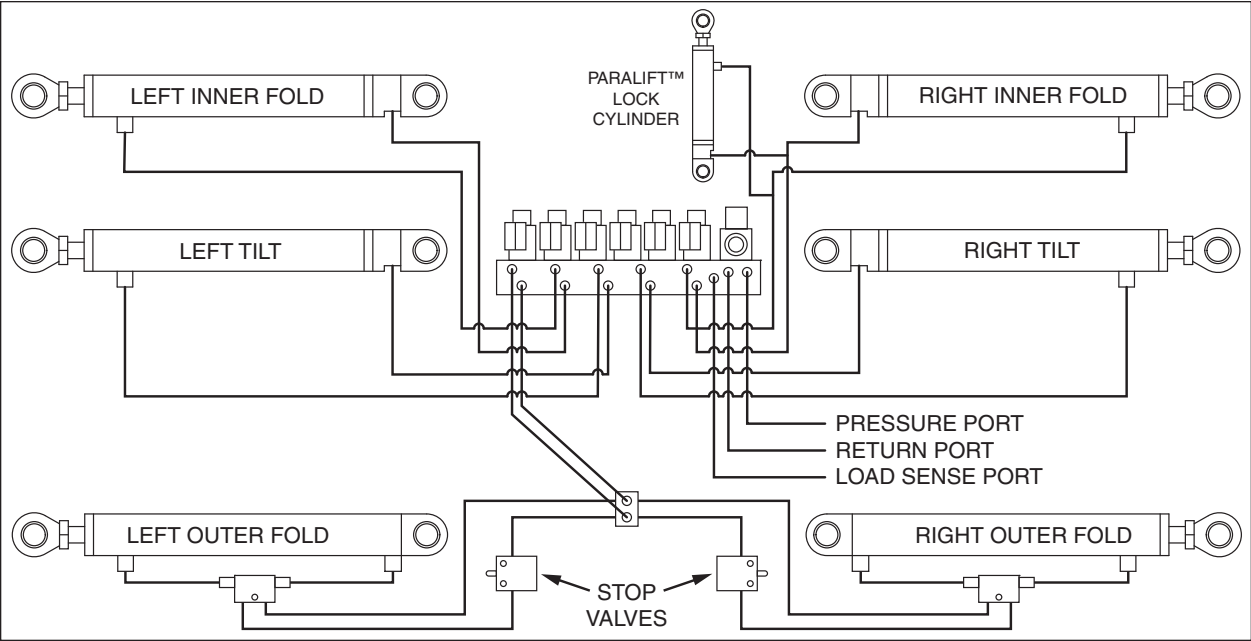 PARALIFT™
LOCK
CYLINDER
LEFT INNER FOLD
RIGHT INNER FOLD
LEFT TILT
RIGHT TILT
PRESSURE PORT
RETURN PORT
LOAD SENSE PORT
LEFT OUTER FOLD
RIGHT OUTER FOLD
STOP
VALVES